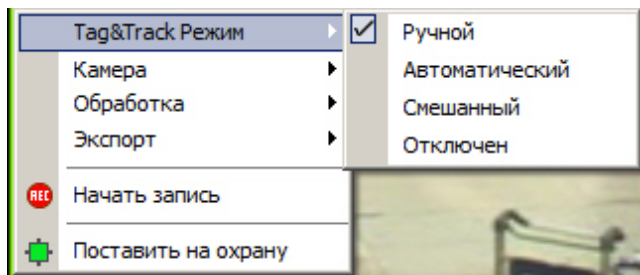 Tag&Track Режим
Камера
Обработка
Экспорт
REC Начать запись
Поставить на охрану
Ручной
Автоматический
Смешанный
Отключен